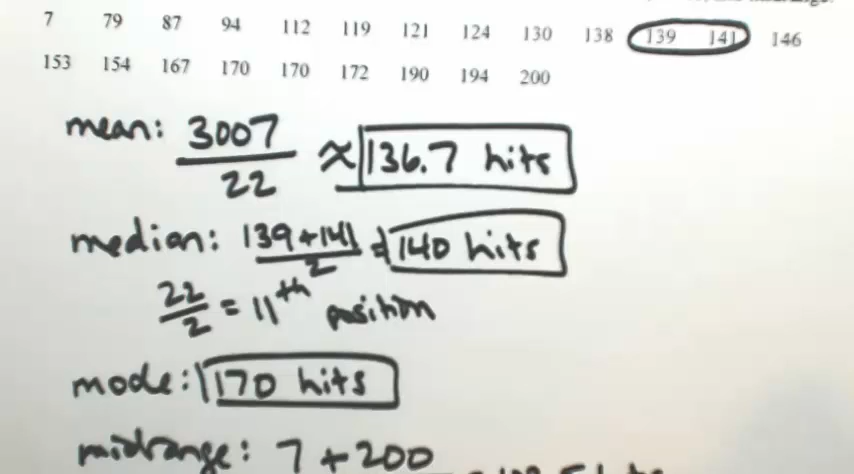 7 79 87 94 112 119 121 124 130 138 139 141 146
153 154 167 170 170 172 190 194 200
mean: 3007/22 ≈ 136.7 hits
median: 139+141/2 = 140 hits
22/2 = 11th position
mode: 170 hits
midrange: 7 + 200